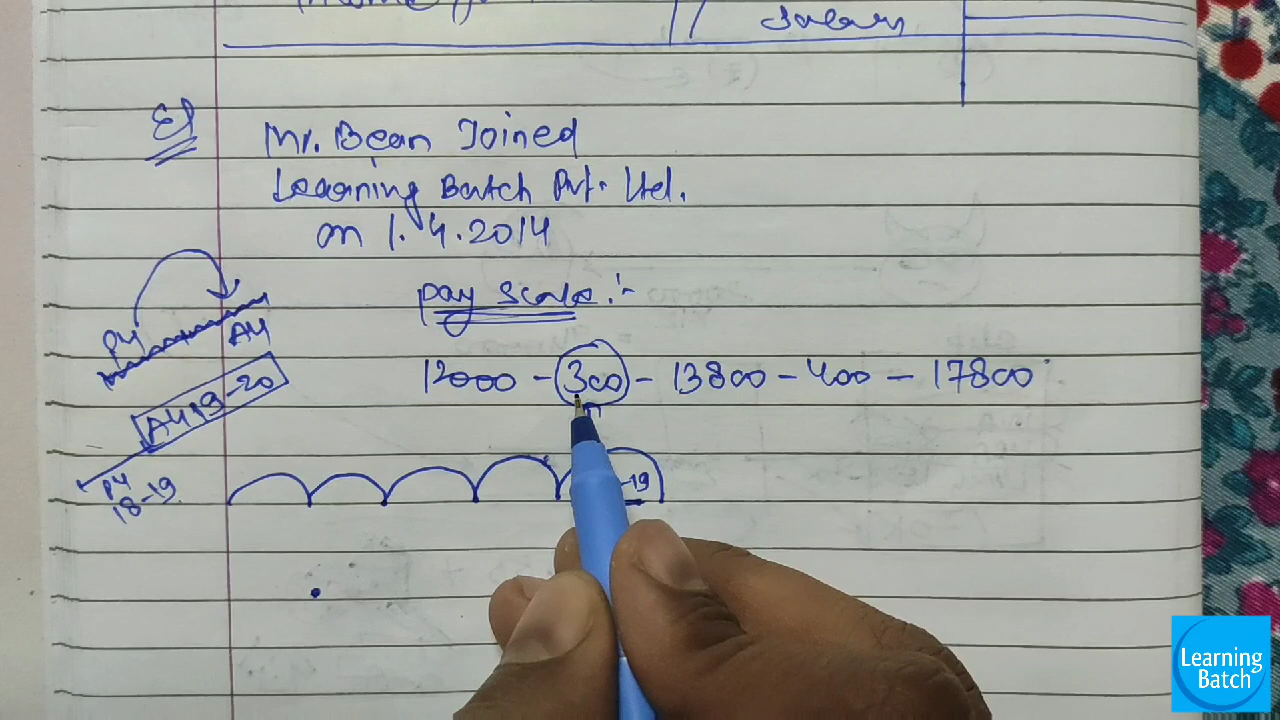 Salary
Eg
Mr. Bean Joined
Learning Batch Pvt. Ltd.
on 1.4.2014
Pay Scale :-
PY
AY
12000 - 300 - 13800 - 400 - 17800
AY 19-20
PY
18-19
-19
Learning
Batch